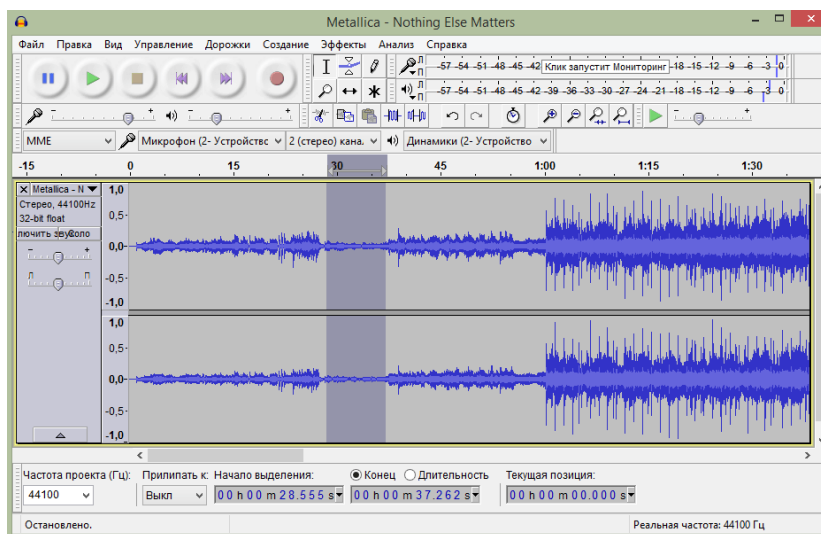 Metallica - Nothing Else Matters
Файл Правка Вид Управление Дорожки Создание Эффекты Анализ Справка
Л П -57 -54 -51 -48 -45 -42 Клик запустит Мониторинг -18 -15 -12 -9 -6 -3 0
Л П -57 -54 -51 -48 -45 -42 -39 -36 -33 -30 -27 -24 -21 -18 -15 -12 -9 -6 -3 0
- + - + - +
MME Микрофон (2- Устройствс 2 (стерео) кана. Динамики (2- Устройство
-15 0 15 30 45 1:00 1:15 1:30
Metallica - N 1,0
Стерео, 44100Hz
32-bit float 0,5
лючить звуСоло
- + 0,0
Л П -0,5
-1,0
1,0
0,5
0,0
-0,5
-1,0
Частота проекта (Гц): Прилипать к: Начало выделения: Конец Длительность Текущая позиция:
44100 Выкл 00 h 00 m 28.555 s 00 h 00 m 37.262 s 00 h 00 m 00.000 s
Остановлено. Реальная частота: 44100 Гц